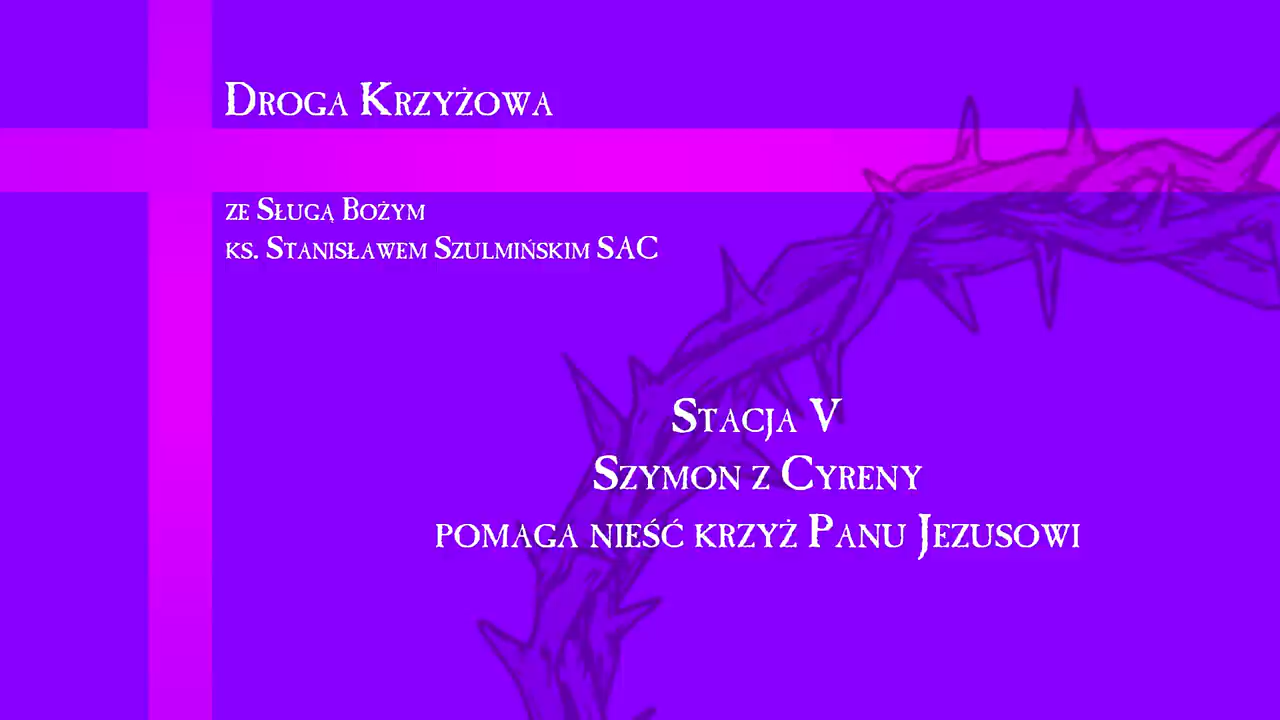 Droga Krzyżowa
ze Sługą Bożym
ks. Stanisławem Szulmińskim SAC
Stacja V
Szymon z Cyreny
pomaga nieść krzyż Panu Jezusowi